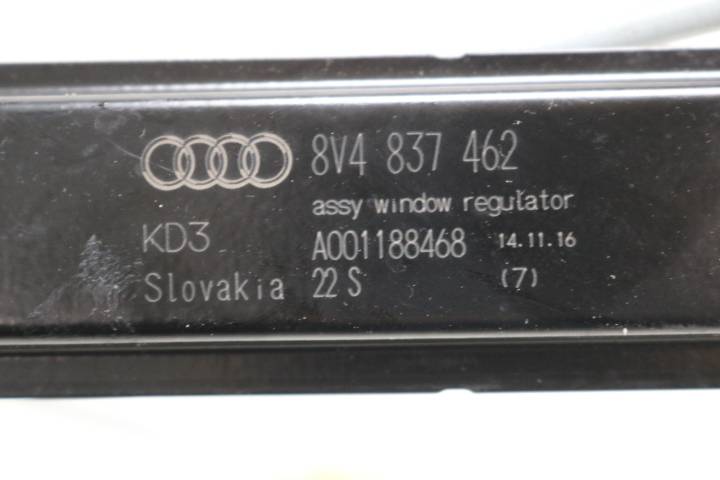 8V4 837 462
assy window regulator
KD3 A001188468 14.11.16
Slovakia 22 S (7)